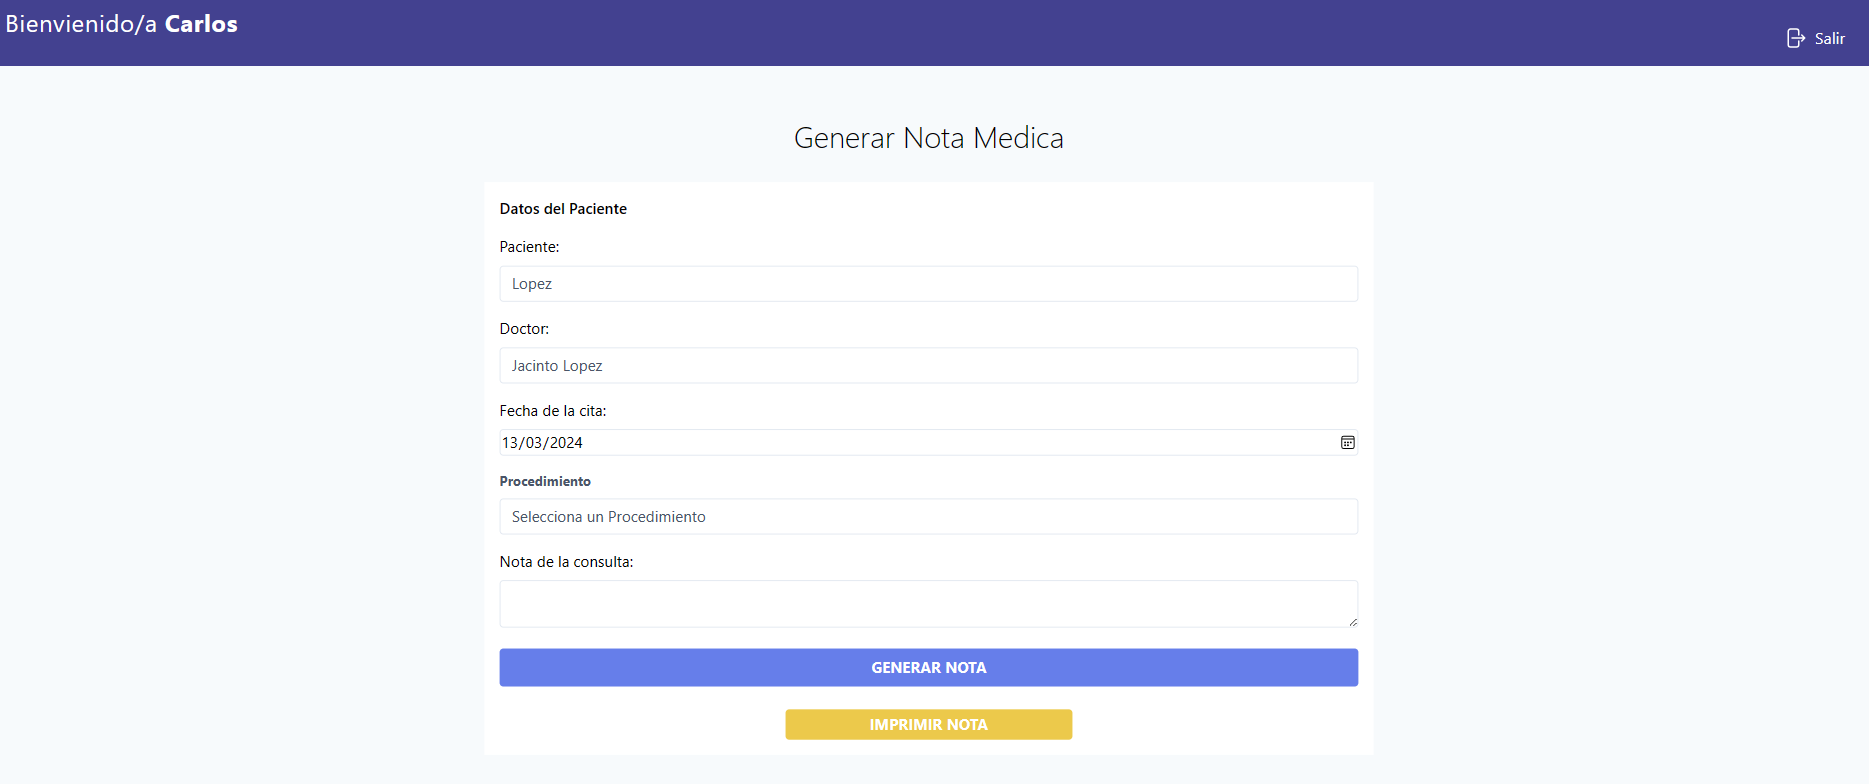 Bienvienido/a Carlos
Salir
Generar Nota Medica
Datos del Paciente
Paciente:
Lopez
Doctor:
Jacinto Lopez
Fecha de la cita:
13/03/2024
Procedimiento
Selecciona un Procedimiento
Nota de la consulta:
GENERAR NOTA
IMPRIMIR NOTA